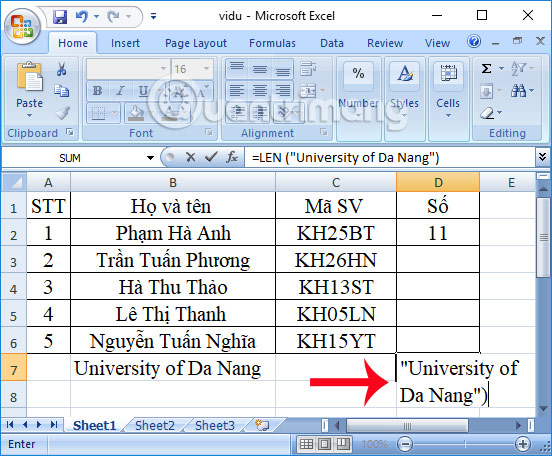 vidu - Microsoft Excel
Home Insert Page Layout Formulas Data Review View
Paste
16
B I U
A A
%
Number
A
Styles
Cells
Σ
Clipboard Font Alignment Editing
Quantrimang
SUM fx =LEN ("University of Da Nang")
A B C D E
1 STT Họ và tên Mã SV Số
2 1 Phạm Hà Anh KH25BT 11
3 2 Trần Tuấn Phương KH26HN
4 3 Hà Thu Thảo KH13ST
5 4 Lê Thị Thanh KH05LN
6 5 Nguyễn Tuấn Nghĩa KH15YT
7 University of Da Nang "University of
8 Da Nang")
Sheet1 Sheet2 Sheet3
Enter 100%